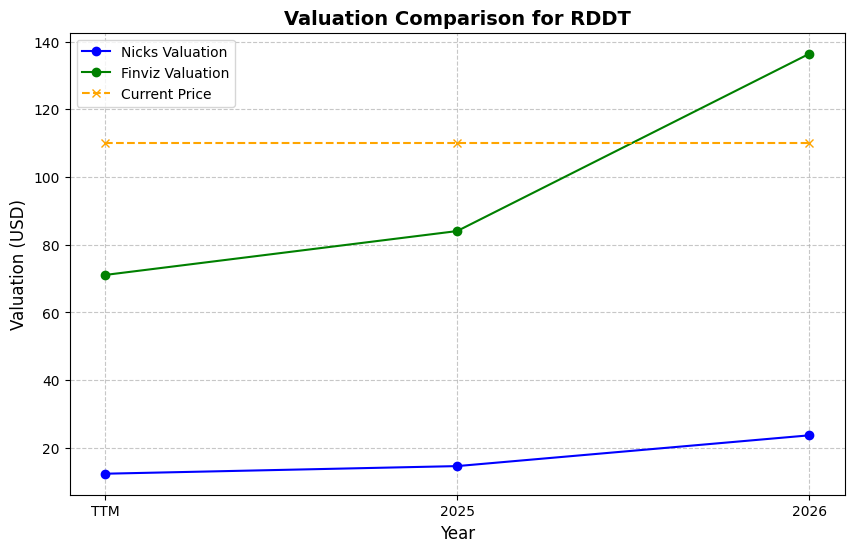 Valuation Comparison for RDDT
Nicks Valuation
Finviz Valuation
Current Price
140
120
100
80
60
40
20
Valuation (USD)
TTM
2025
2026
Year